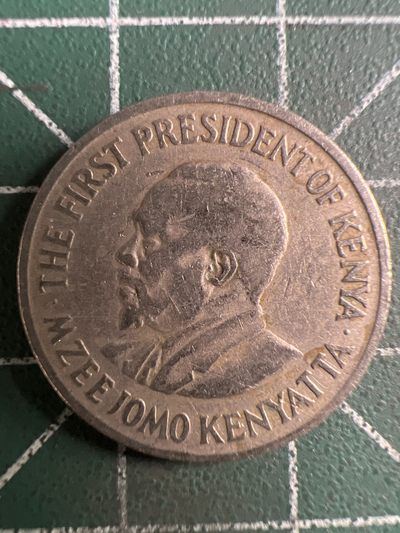 THE FIRST PRESIDENT OF KENYA
· MZEE JOMO KENYATTA ·